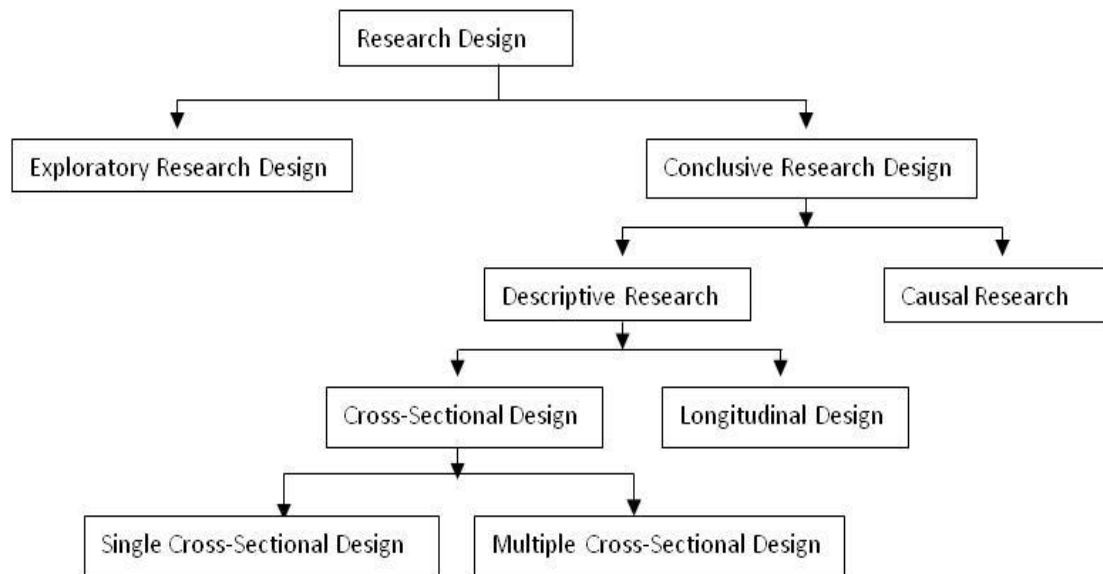 Research Design
Exploratory Research Design
Conclusive Research Design
Descriptive Research
Causal Research
Cross-Sectional Design
Longitudinal Design
Single Cross-Sectional Design
Multiple Cross-Sectional Design